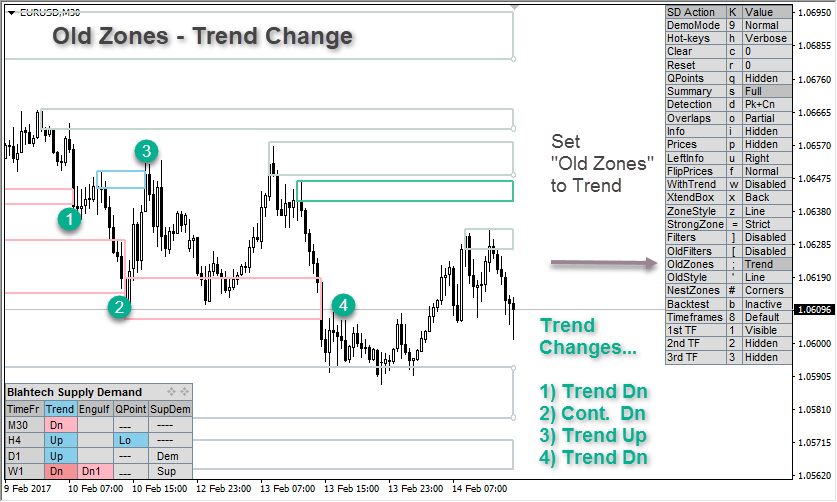 EURUSD,M30
Old Zones - Trend Change
SD Action K Value
DemoMode 9 Normal
Hot-keys h Verbose
Clear c 0
Reset r 0
QPoints q Hidden
Summary s Full
Detection d Pk+Cn
Overlaps o Partial
Info i Hidden
Prices p Hidden
LeftInfo u Right
FlipPrices f Normal
WithTrend w Disabled
XtendBox x Back
ZoneStyle z Line
StrongZone = Strict
Filters ] Disabled
OldFilters [ Disabled
OldZones ; Trend
OldStyle ' Line
NestZones # Corners
Backtest b Inactive
Timeframes 8 Default
1st TF 1 Visible
2nd TF 2 Hidden
3rd TF 3 Hidden
1.06950
1.06855
1.06760
1.06665
1.06570
1.06475
1.06380
1.06285
1.06190
1.06096
1.06000
1.05905
1.05810
1.05715
1.05620
Set
"Old Zones"
to Trend
1
2
3
4
Trend
Changes...
1) Trend Dn
2) Cont. Dn
3) Trend Up
4) Trend Dn
Blahtech Supply Demand
TimeFr Trend Engulf QPoint SupDem
M30 Dn --- ----
H4 Up Lo ----
D1 Up --- Dem
W1 Dn Dn1 --- Sup
9 Feb 2017
10 Feb 07:00
10 Feb 15:00
12 Feb 23:00
13 Feb 07:00
13 Feb 15:00
13 Feb 23:00
14 Feb 07:00